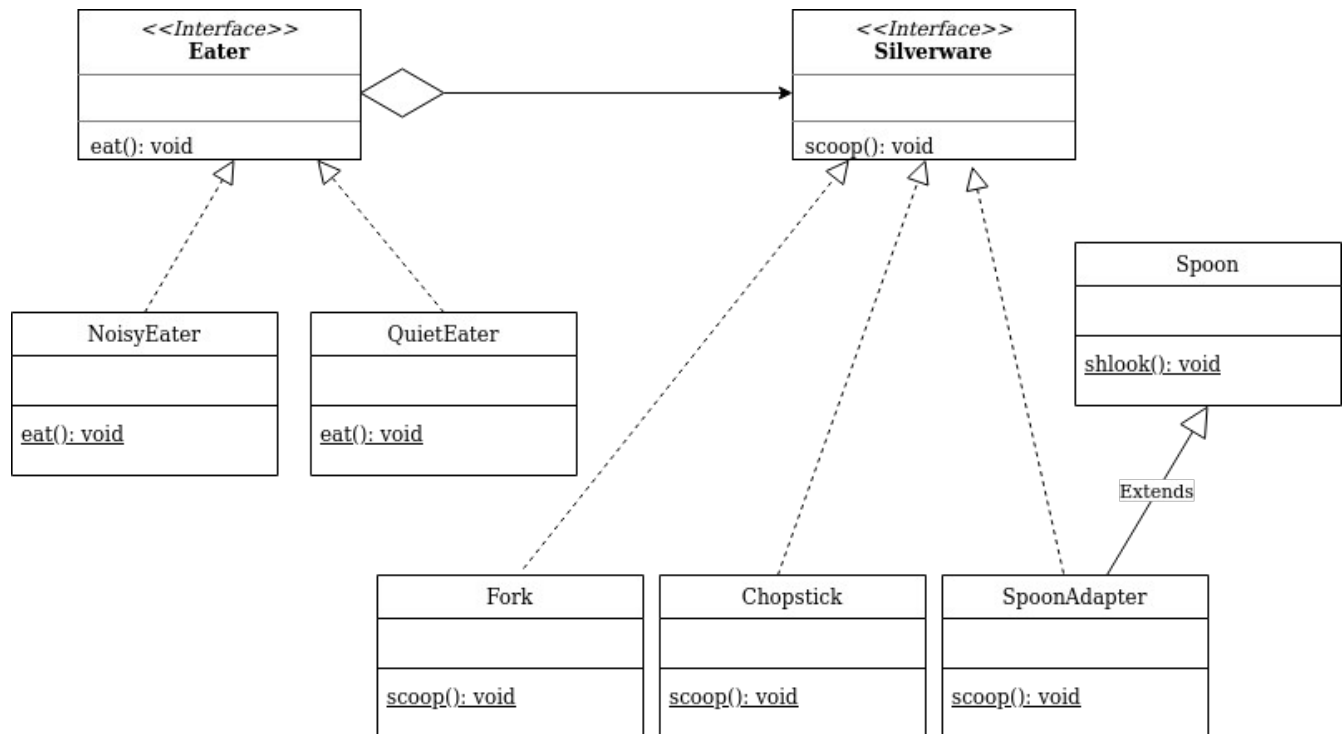 <<Interface>>
Eater
eat(): void
<<Interface>>
Silverware
scoop(): void
Spoon
shlook(): void
NoisyEater
eat(): void
QuietEater
eat(): void
Extends
Fork
scoop(): void
Chopstick
scoop(): void
SpoonAdapter
scoop(): void